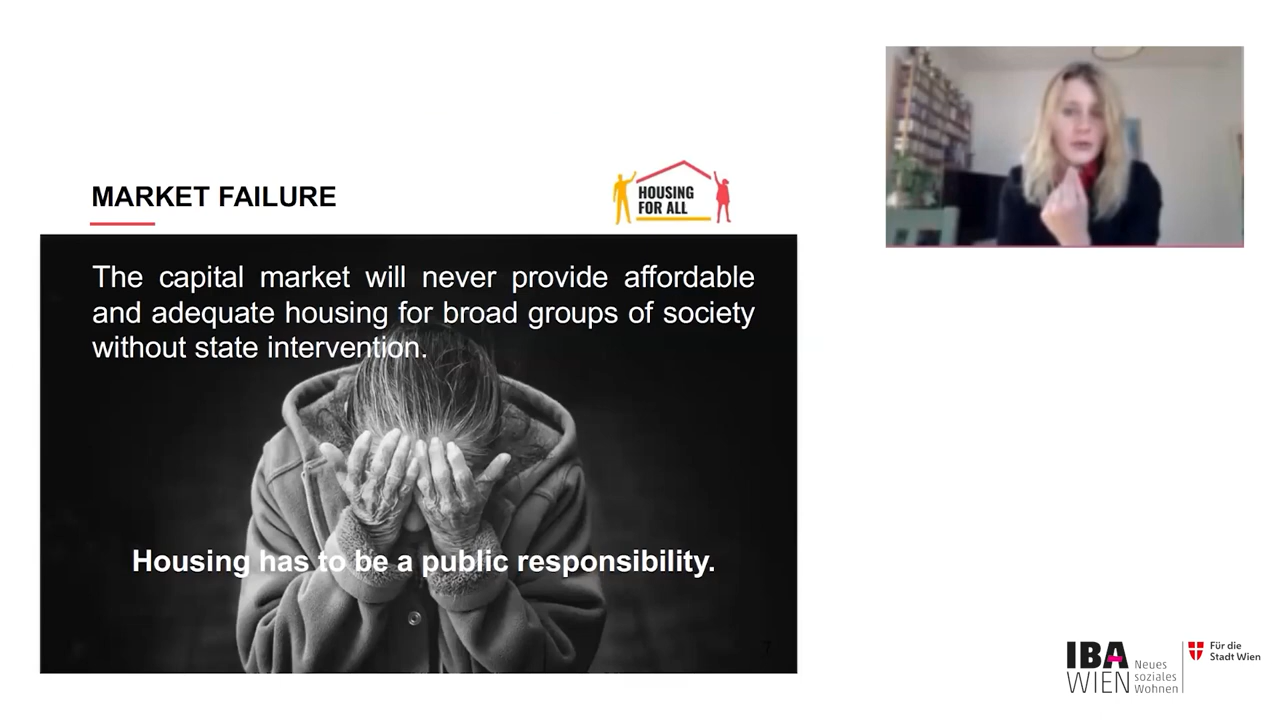 MARKET FAILURE
HOUSING
FOR ALL
The capital market will never provide affordable
and adequate housing for broad groups of society
without state intervention.
Housing has to be a public responsibility.
7
IBA
WIEN
Neues
soziales
Wohnen
Für die
Stadt Wien